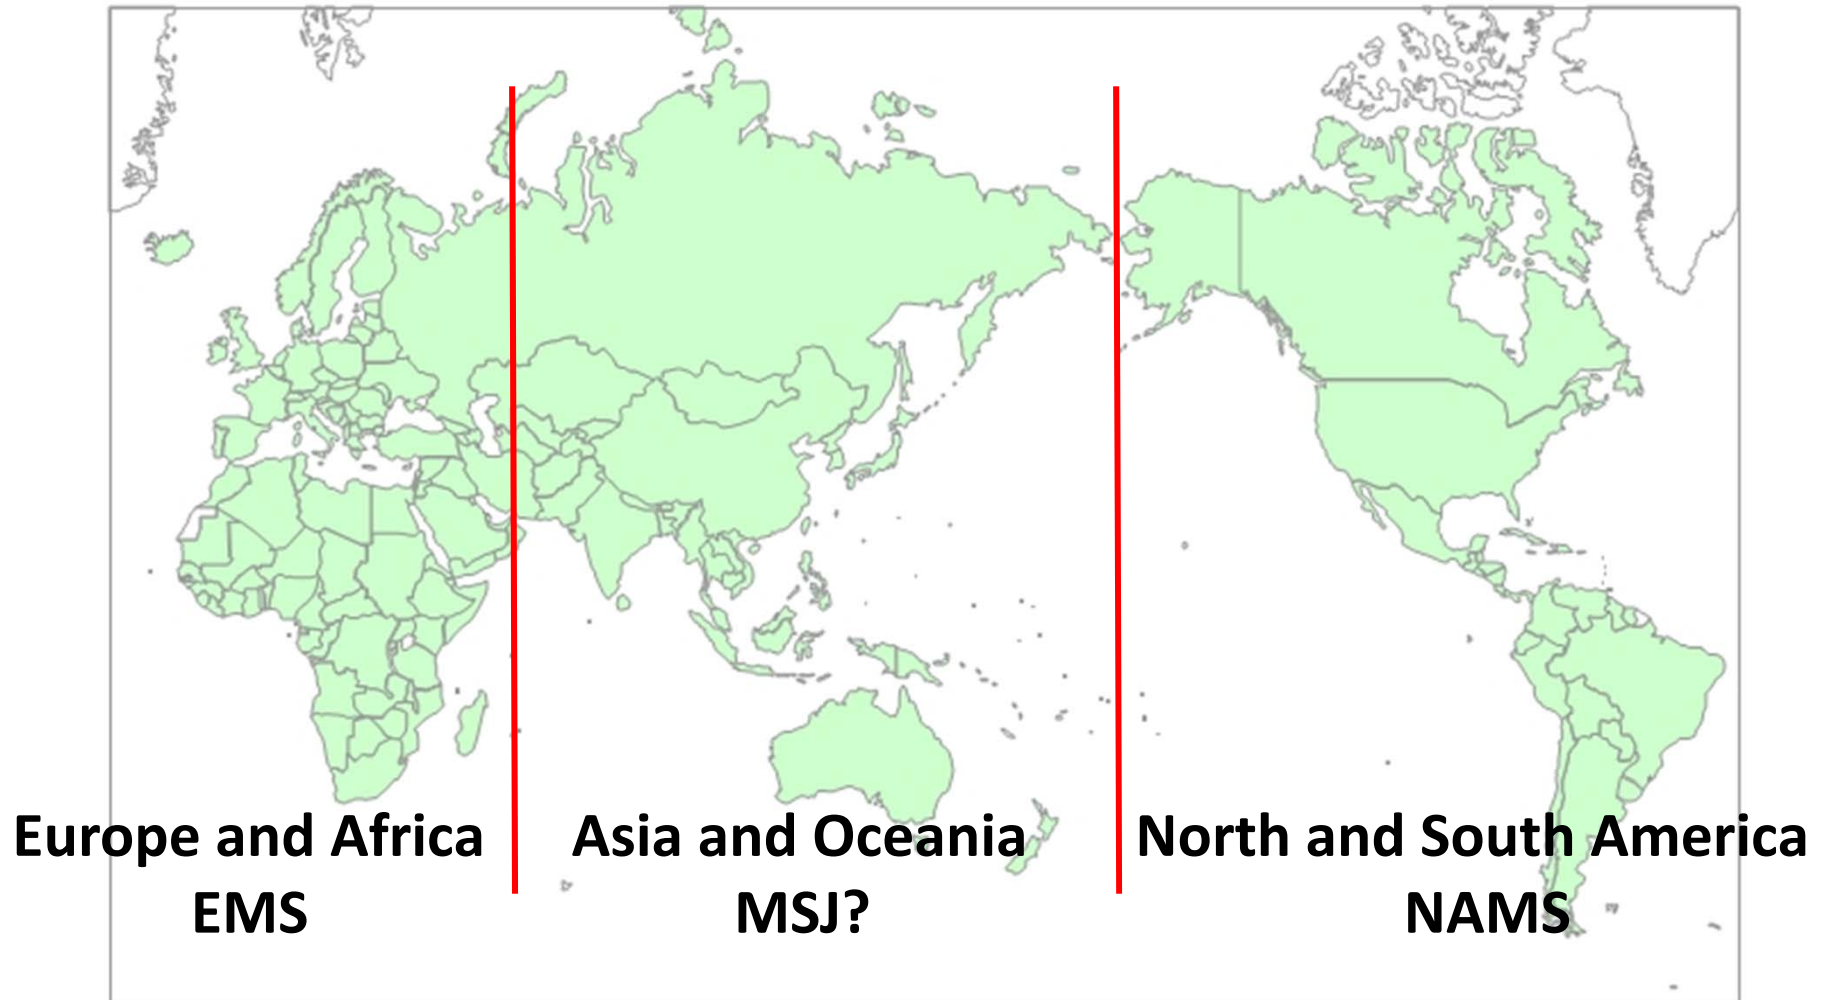 Europe and Africa
EMS
Asia and Oceania
MSJ?
North and South America
NAMS